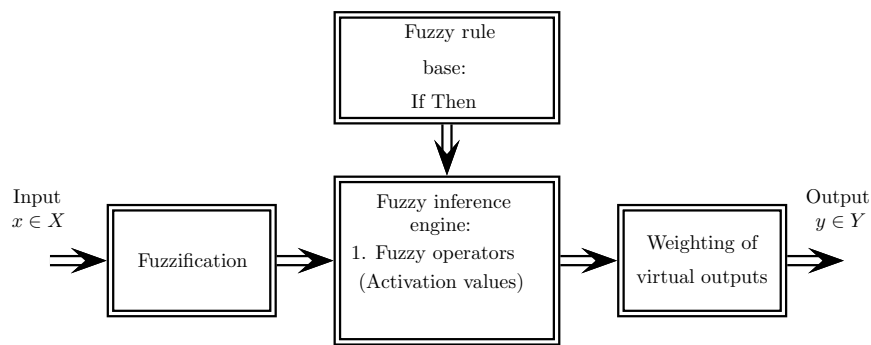 Fuzzy rule
base:
If Then
Input
x ∈ X
Fuzzification
Fuzzy inference
engine:
1. Fuzzy operators
(Activation values)
Weighting of
virtual outputs
Output
y ∈ Y